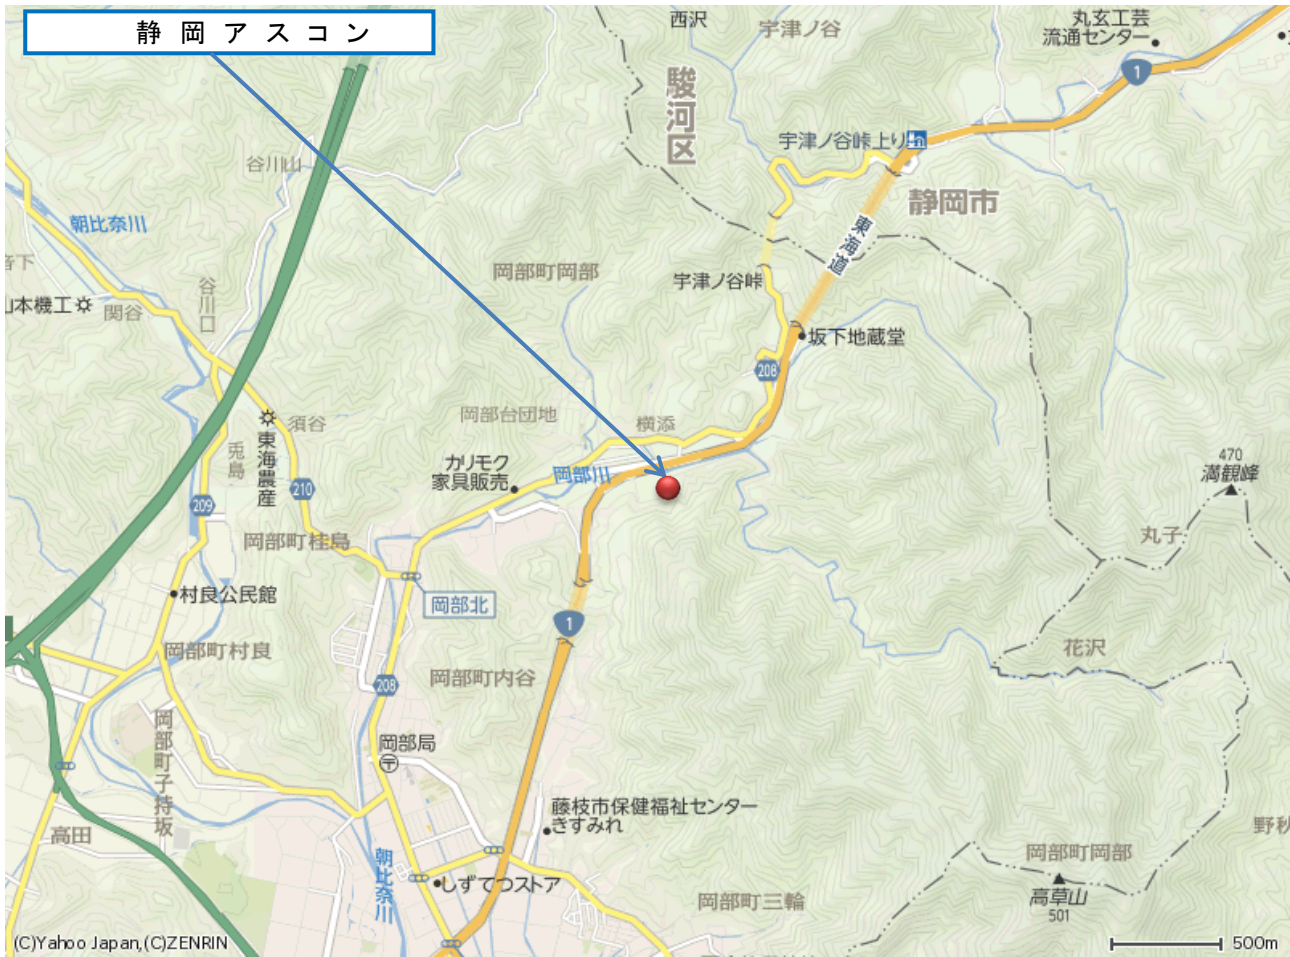 静岡アスコン
西沢
宇津ノ谷
丸玄工芸
流通センター
1
駿河区
宇津ノ谷峠上り
谷川山
静岡市
朝比奈川
東海道
岡部町岡部
宇津ノ谷峠
谷川口
山本機工
関谷
坂下地蔵堂
208
岡部台団地
横添
須谷
兎島
東海農産
カリモク
家具販売
岡部川
470
満観峰
210
209
丸子
岡部町桂島
村良公民館
岡部北
1
岡部町村良
花沢
岡部町内谷
208
岡部町子持坂
岡部局
藤枝市保健福祉センター
きすみれ
高田
野秋
朝比奈川
岡部町岡部
しずてつストア
高草山
501
岡部町三輪
(C)Yahoo Japan,(C)ZENRIN
500m